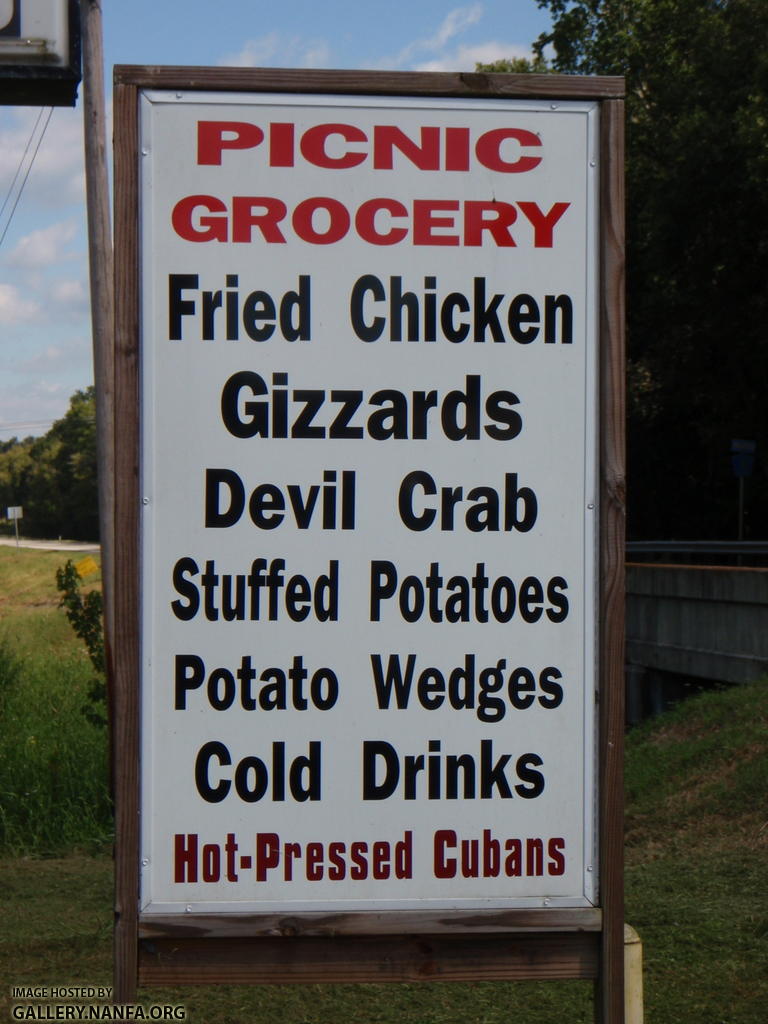 PICNIC
GROCERY
Fried Chicken
Gizzards
Devil Crab
Stuffed Potatoes
Potato Wedges
Cold Drinks
Hot-Pressed Cubans
IMAGE HOSTED BY
GALLERY.NANFA.ORG